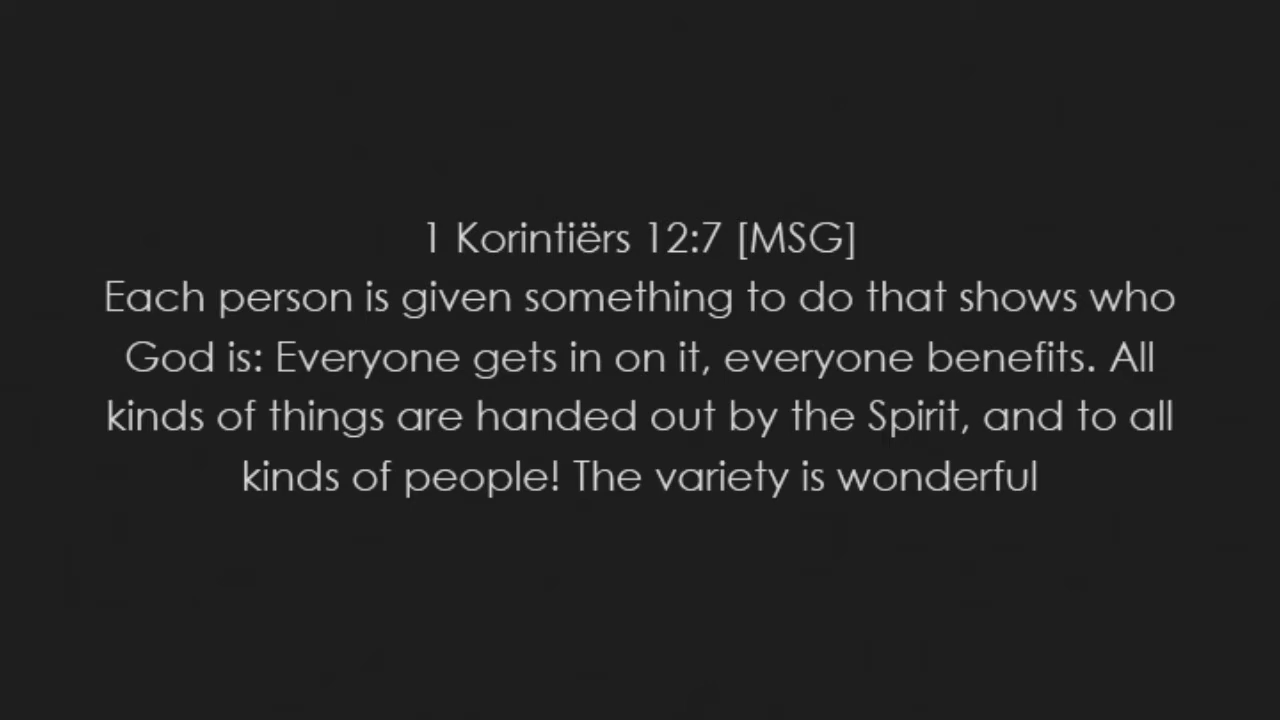 1 Korintiërs 12:7 [MSG]
Each person is given something to do that shows who
God is: Everyone gets in on it, everyone benefits. All
kinds of things are handed out by the Spirit, and to all
kinds of people! The variety is wonderful